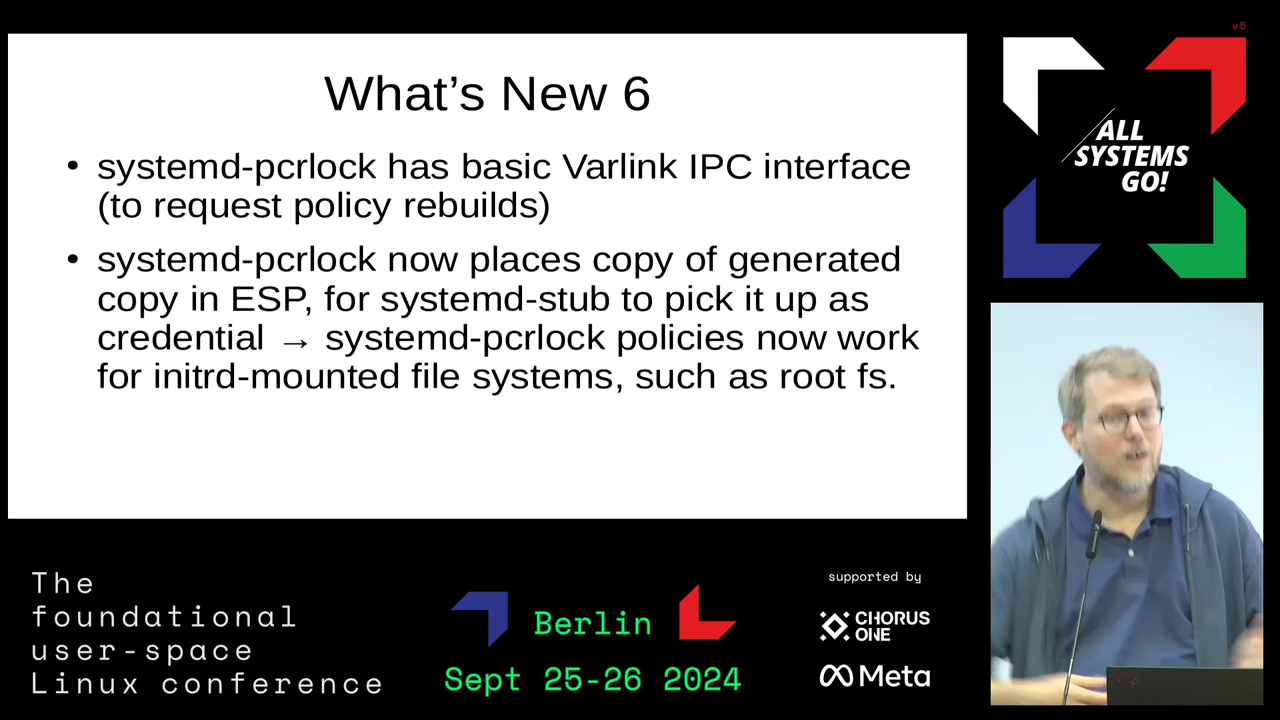 v5
What’s New 6
• systemd-pcrlock has basic Varlink IPC interface
(to request policy rebuilds)
• systemd-pcrlock now places copy of generated
copy in ESP, for systemd-stub to pick it up as
credential → systemd-pcrlock policies now work
for initrd-mounted file systems, such as root fs.
ALL
SYSTEMS
GO!
The
foundational
user-space
Linux conference
Berlin
Sept 25-26 2024
supported by
CHORUS
ONE
Meta